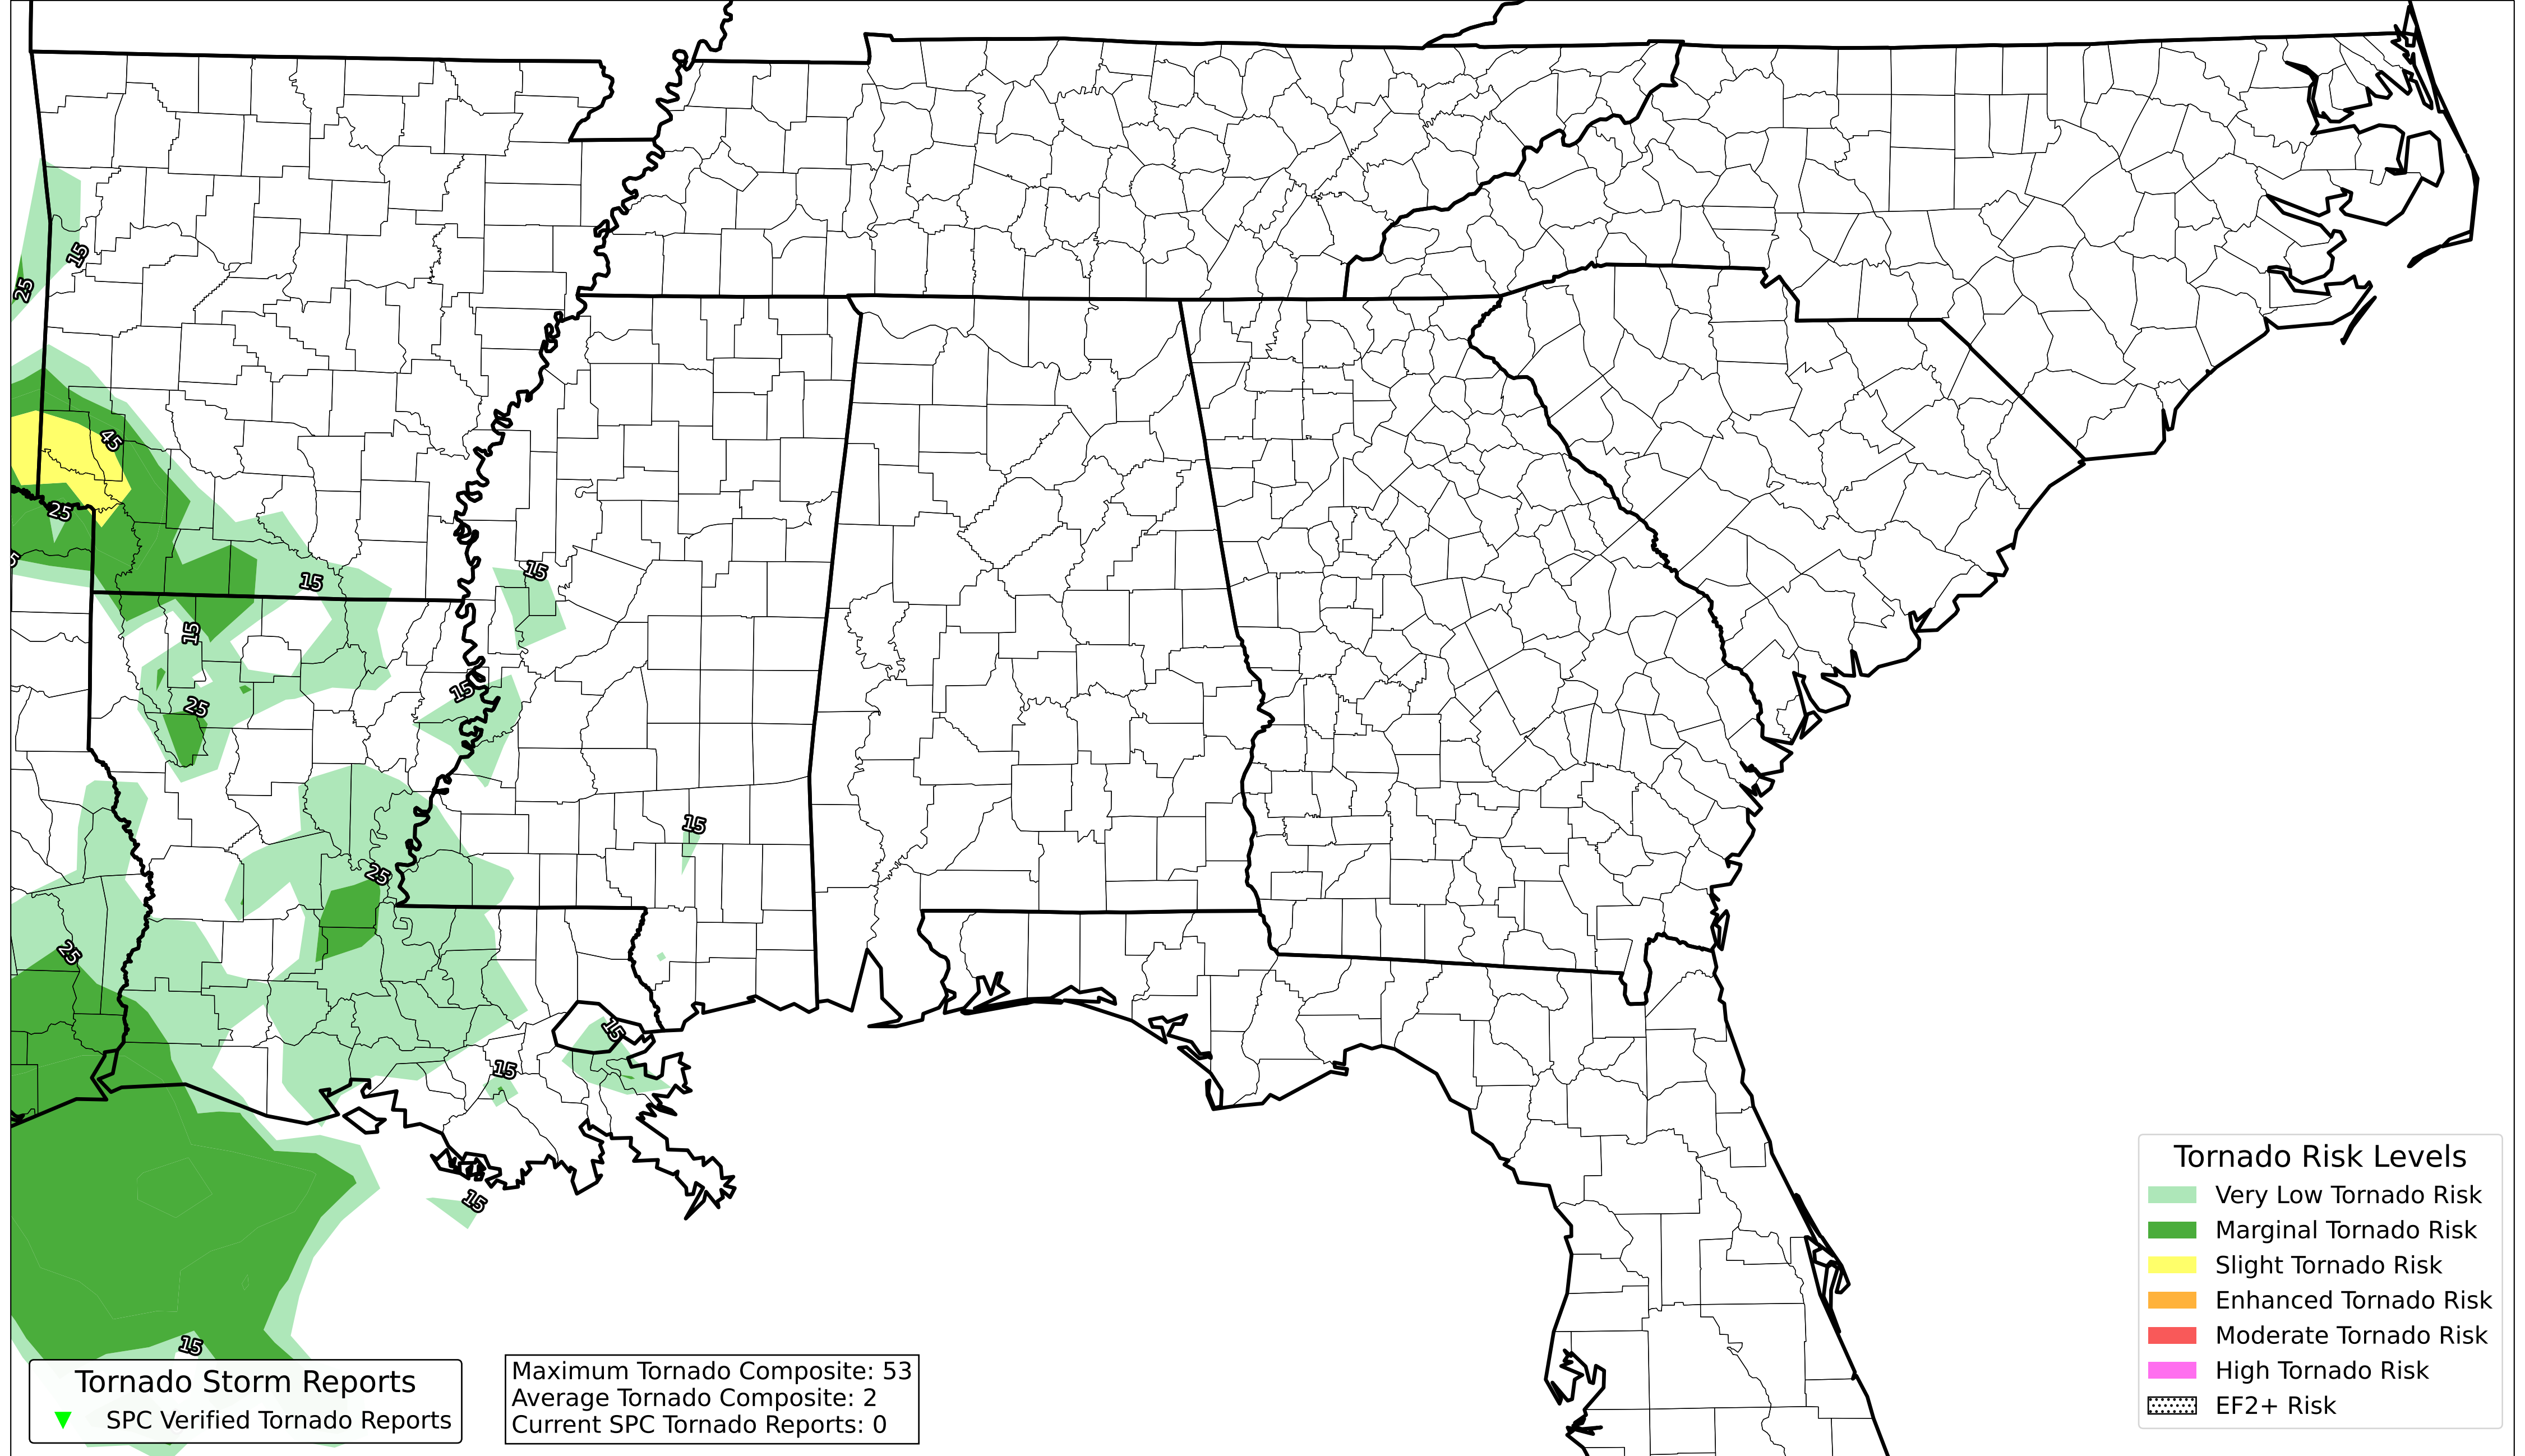 15
25
45
25
5
15
15
15
15
25
15
25
25
15
15
15
15
Tornado Risk Levels
Very Low Tornado Risk
Marginal Tornado Risk
Slight Tornado Risk
Enhanced Tornado Risk
Moderate Tornado Risk
High Tornado Risk
EF2+ Risk
15
Tornado Storm Reports
SPC Verified Tornado Reports
Maximum Tornado Composite: 53
Average Tornado Composite: 2
Current SPC Tornado Reports: 0